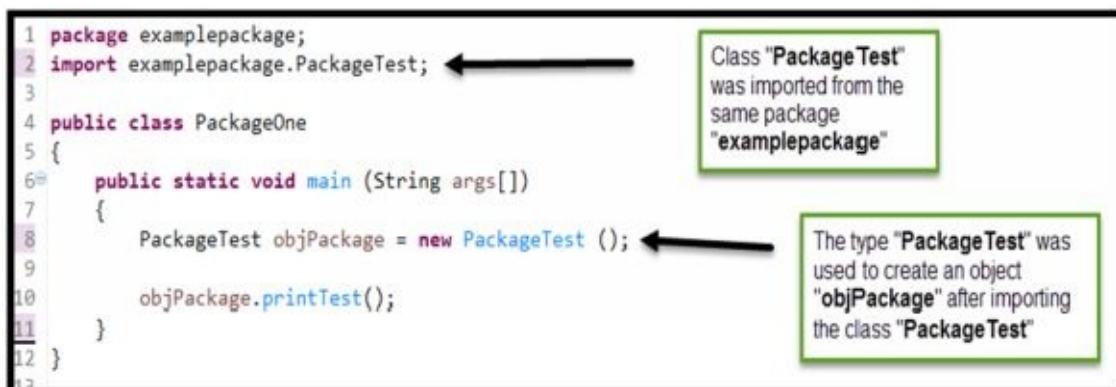 1 package examplepackage;
2 import examplepackage.PackageTest;
3
4 public class PackageOne
5 {
6 public static void main (String args[])
7 {
8 PackageTest objPackage = new PackageTest ();
9
10 objPackage.printTest();
11 }
12 }
13
Class "PackageTest"
was imported from the
same package
"examplepackage"
The type "PackageTest" was
used to create an object
"objPackage" after importing
the class "PackageTest"